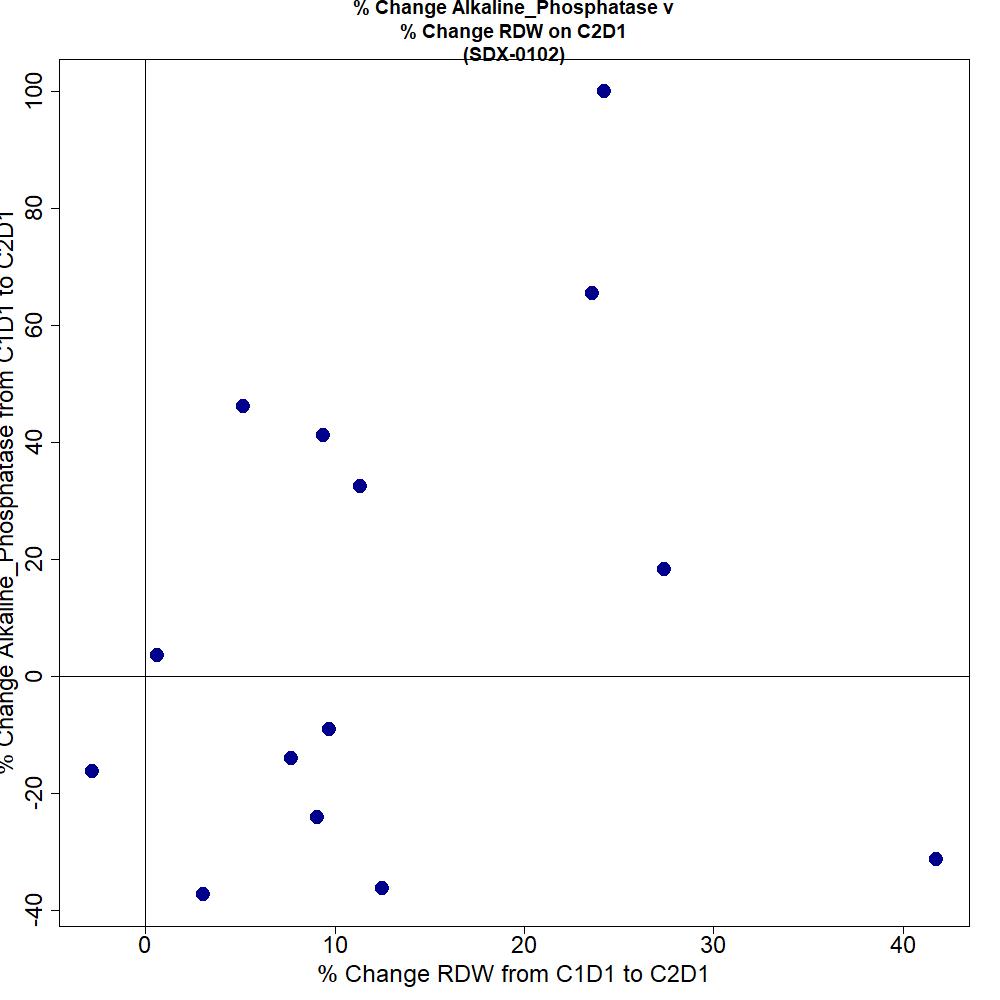 % Change Alkaline_Phosphatase v
% Change RDW on C2D1
(SDX-0102)
% Change Alkaline_Phosphatase from C1D1 to C2D1
100
80
60
40
20
0
-20
-40
0 10 20 30 40
% Change RDW from C1D1 to C2D1